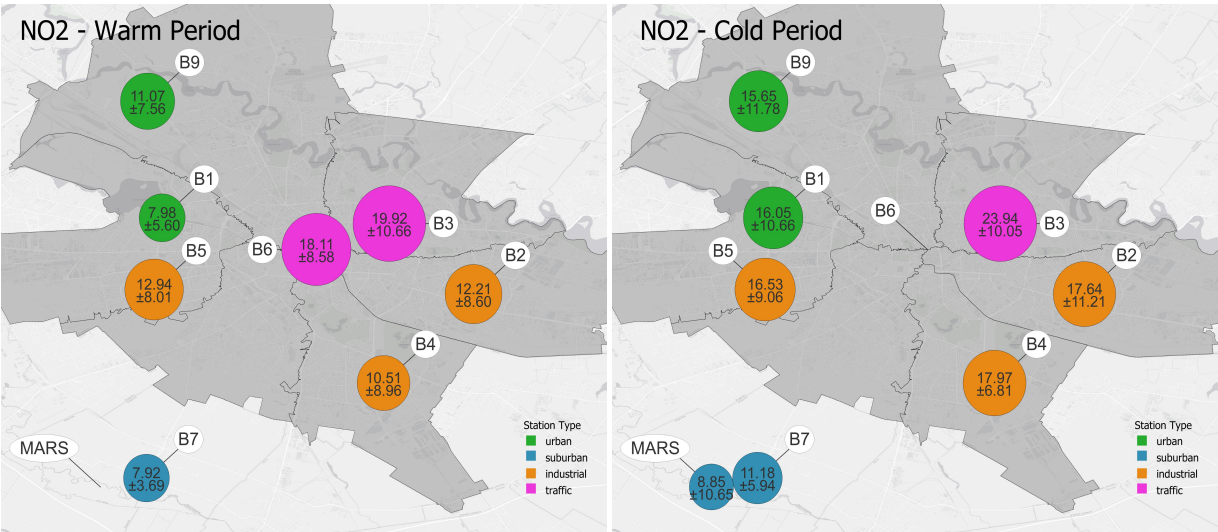 NO2 - Warm Period
B9
11.07
±7.56
B1
7.98
±5.60
B5
12.94
±8.01
B6
18.11
±8.58
19.92
±10.66
B3
B2
12.21
±8.60
B4
10.51
±8.96
MARS
B7
7.92
±3.69
Station Type
urban
suburban
industrial
traffic
NO2 - Cold Period
B9
15.65
±11.78
B1
16.05
±10.66
B5
16.53
±9.06
B6
23.94
±10.05
B3
B2
17.64
±11.21
B4
17.97
±6.81
MARS
8.85
±10.65
B7
11.18
±5.94
Station Type
urban
suburban
industrial
traffic